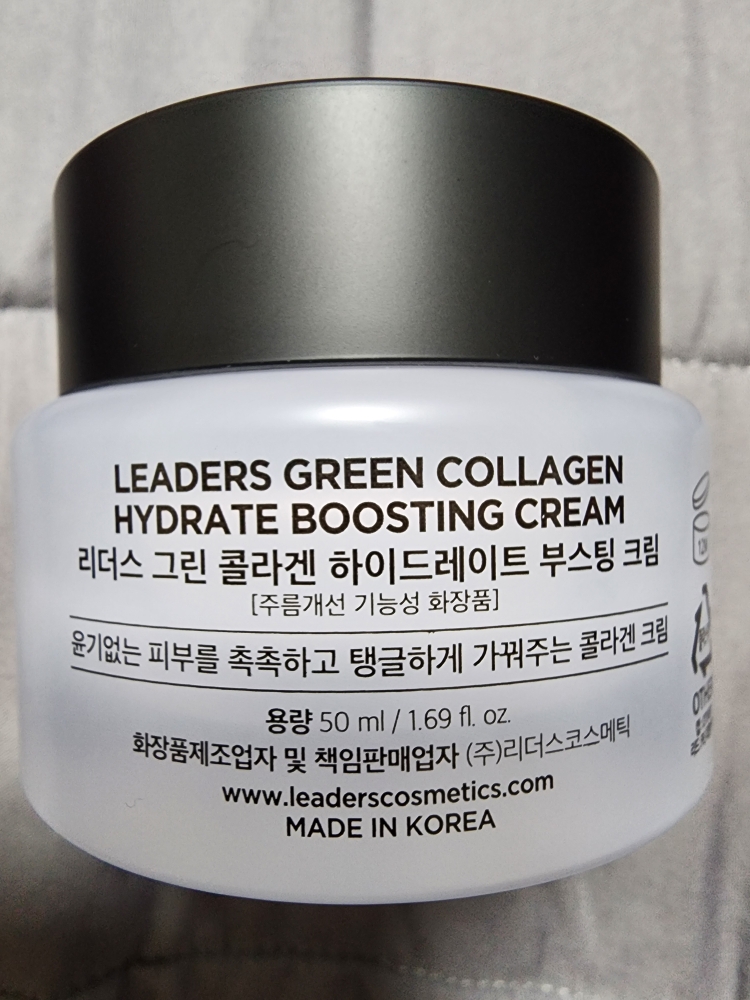 LEADERS GREEN COLLAGEN
HYDRATE BOOSTING CREAM
리더스 그린 콜라겐 하이드레이트 부스팅 크림
[주름개선 기능성 화장품]
윤기없는 피부를 촉촉하고 탱글하게 가꿔주는 콜라겐 크림
용량 50 ml / 1.69 fl. oz.
화장품제조업자 및 책임판매업자 (주)리더스코스메틱
www.leaderscosmetics.com
MADE IN KOREA